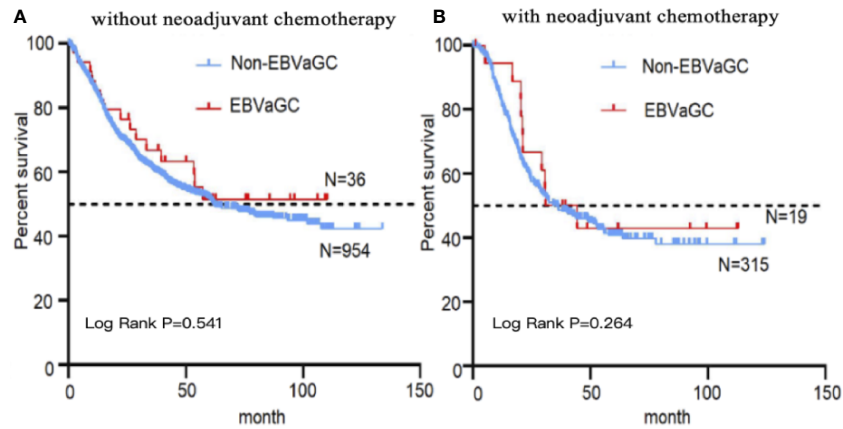 A
without neoadjuvant chemotherapy
100
80
60
40
20
0
Percent survival
Non-EBVaGC
EBVaGC
N=36
N=954
Log Rank P=0.541
0
50
100
150
month
B
with neoadjuvant chemotherapy
100
80
60
40
20
0
Percent survival
Non-EBVaGC
EBVaGC
N=19
N=315
Log Rank P=0.264
0
50
100
150
month